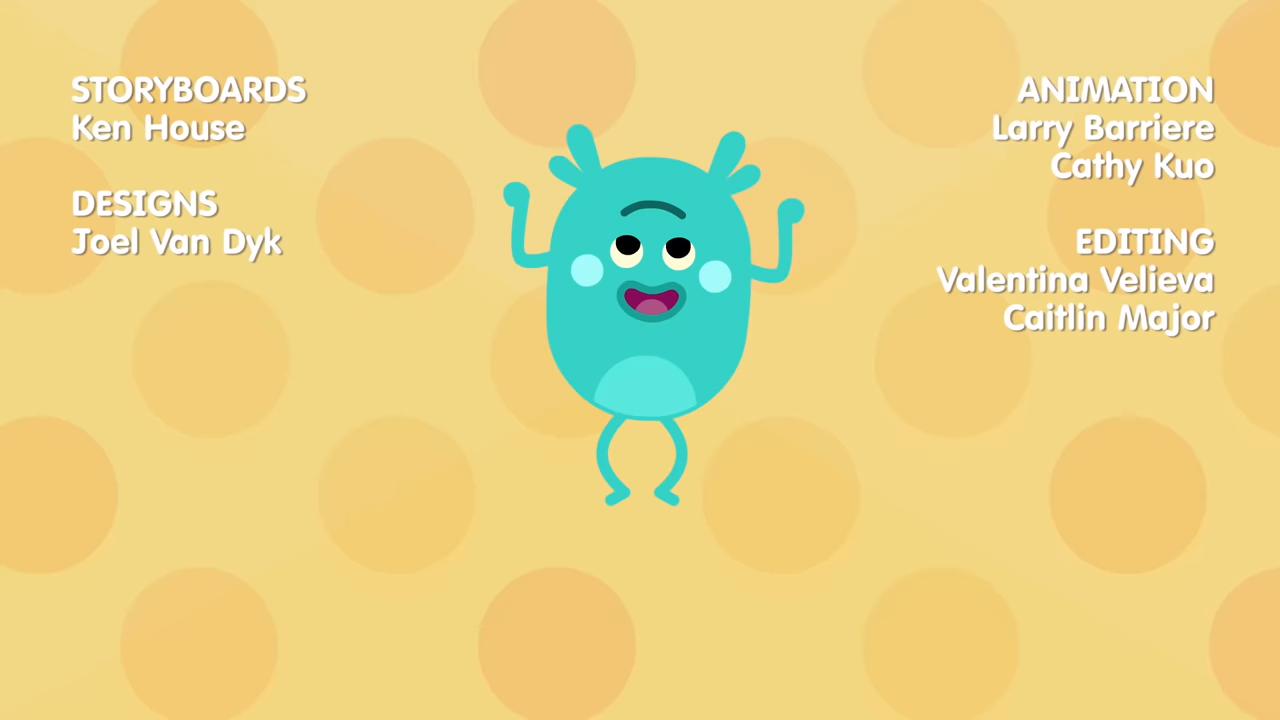 STORYBOARDS
Ken House
DESIGNS
Joel Van Dyk
ANIMATION
Larry Barriere
Cathy Kuo
EDITING
Valentina Velieva
Caitlin Major